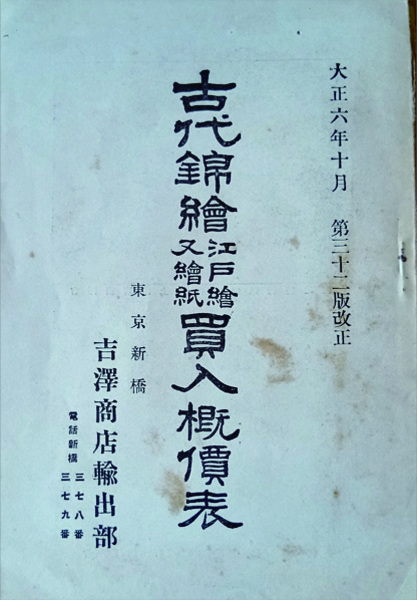 大正六年十月 第三十二版改正
古代錦繪
江戸繪
又繪紙
買入概價表
東京新橋
吉澤商店輸出部
電話新橋
三七八番
三七九番